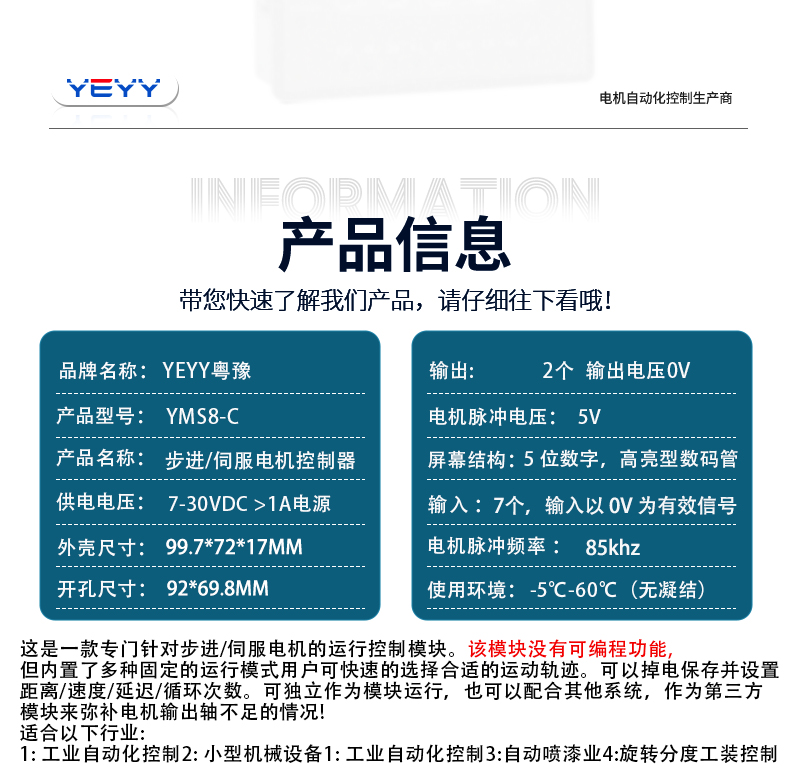 YEYY
电机自动化控制生产商
INFORMATION
产品信息
带您快速了解我们产品，请仔细往下看哦!
品牌名称： YEYY粤豫
产品型号： YMS8-C
产品名称： 步进/伺服电机控制器
供电电压： 7-30VDC >1A电源
外壳尺寸： 99.7*72*17MM
开孔尺寸： 92*69.8MM
输出: 2个 输出电压0V
电机脉冲电压： 5V
屏幕结构：5 位数字，高亮型数码管
输入 ：7个，输入以 0V 为有效信号
电机脉冲频率 ： 85khz
使用环境：-5℃-60℃（无凝结）
这是一款专门针对步进/伺服电机的运行控制模块。该模块没有可编程功能,
但内置了多种固定的运行模式用户可快速的选择合适的运动轨迹。可以掉电保存并设置
距离/速度/延迟/循环次数。可独立作为模块运行，也可以配合其他系统，作为第三方
模块来弥补电机输出轴不足的情况!
适合以下行业:
1: 工业自动化控制2: 小型机械设备1: 工业自动化控制3:自动喷漆业4:旋转分度工装控制